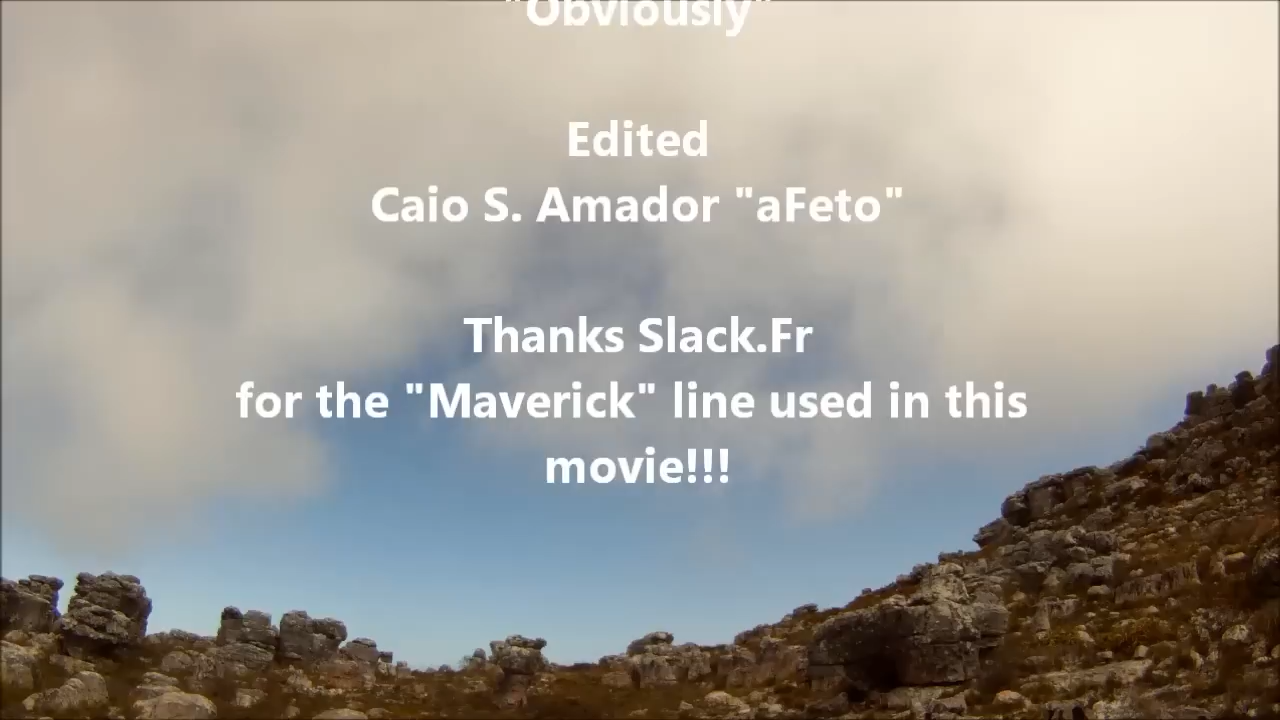 "Obviously"
Edited
Caio S. Amador "aFeto"
Thanks Slack.Fr
for the "Maverick" line used in this
movie!!!